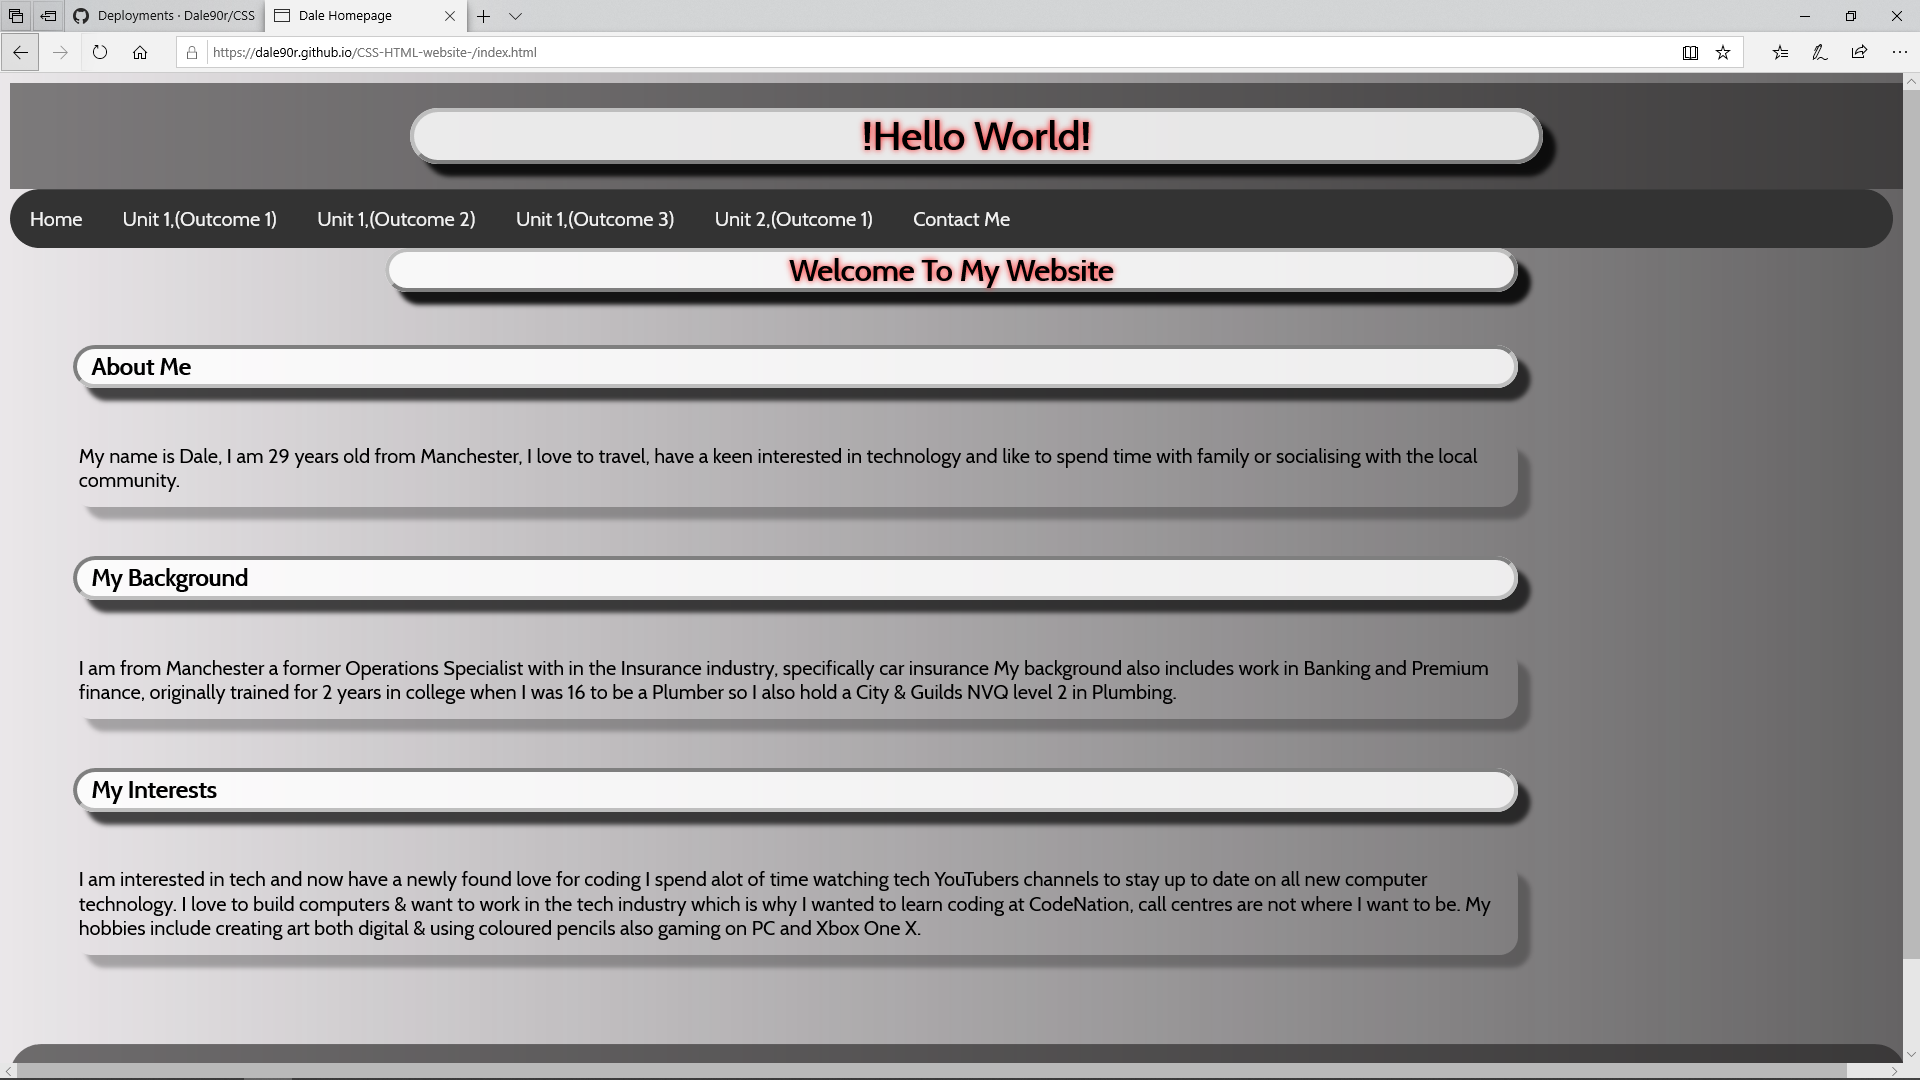 Deployments · Dale90r/CSS
Dale Homepage
https://dale90r.github.io/CSS-HTML-website-/index.html
!Hello World!
Home Unit 1,(Outcome 1) Unit 1,(Outcome 2) Unit 1,(Outcome 3) Unit 2,(Outcome 1) Contact Me
Welcome To My Website
About Me
My name is Dale, I am 29 years old from Manchester, I love to travel, have a keen interested in technology and like to spend time with family or socialising with the local
community.
My Background
I am from Manchester a former Operations Specialist with in the Insurance industry, specifically car insurance My background also includes work in Banking and Premium
finance, originally trained for 2 years in college when I was 16 to be a Plumber so I also hold a City & Guilds NVQ level 2 in Plumbing.
My Interests
I am interested in tech and now have a newly found love for coding I spend alot of time watching tech YouTubers channels to stay up to date on all new computer
technology. I love to build computers & want to work in the tech industry which is why I wanted to learn coding at CodeNation, call centres are not where I want to be. My
hobbies include creating art both digital & using coloured pencils also gaming on PC and Xbox One X.